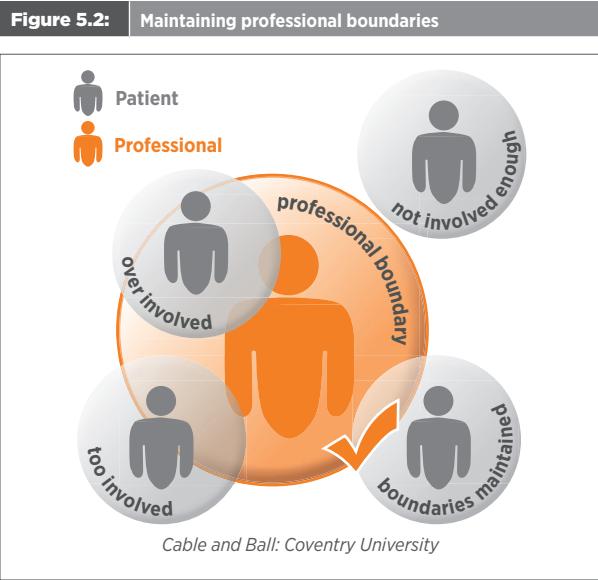 Figure 5.2:
Maintaining professional boundaries
Patient
Professional
not involved enough
professional boundary
over involved
too involved
boundaries maintained
Cable and Ball: Coventry University